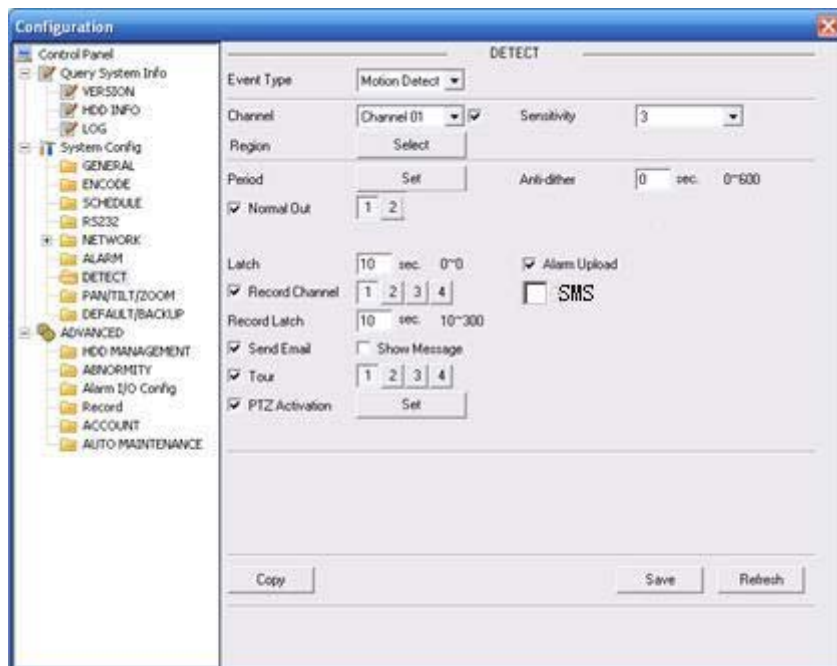 Configuration
Control Panel
Query System Info
VERSION
HDD INFO
LOG
System Config
GENERAL
ENCODE
SCHEDULE
RS232
NETWORK
ALARM
DETECT
PAN/TILT/ZOOM
DEFAULT/BACKUP
ADVANCED
HDD MANAGEMENT
ABNORMITY
Alarm I/O Config
Record
ACCOUNT
AUTO MAINTENANCE
DETECT
Event Type Motion Detect
Channel Channel 01 Sensitivity 3
Region Select
Period Set Anti-dither 0 sec. 0~600
Normal Out 1 2
Latch 10 sec. 0~0 Alarm Upload
Record Channel 1 2 3 4 SMS
Record Latch 10 sec. 10~300
Send Email Show Message
Tour 1 2 3 4
PTZ Activation Set
Copy Save Refresh